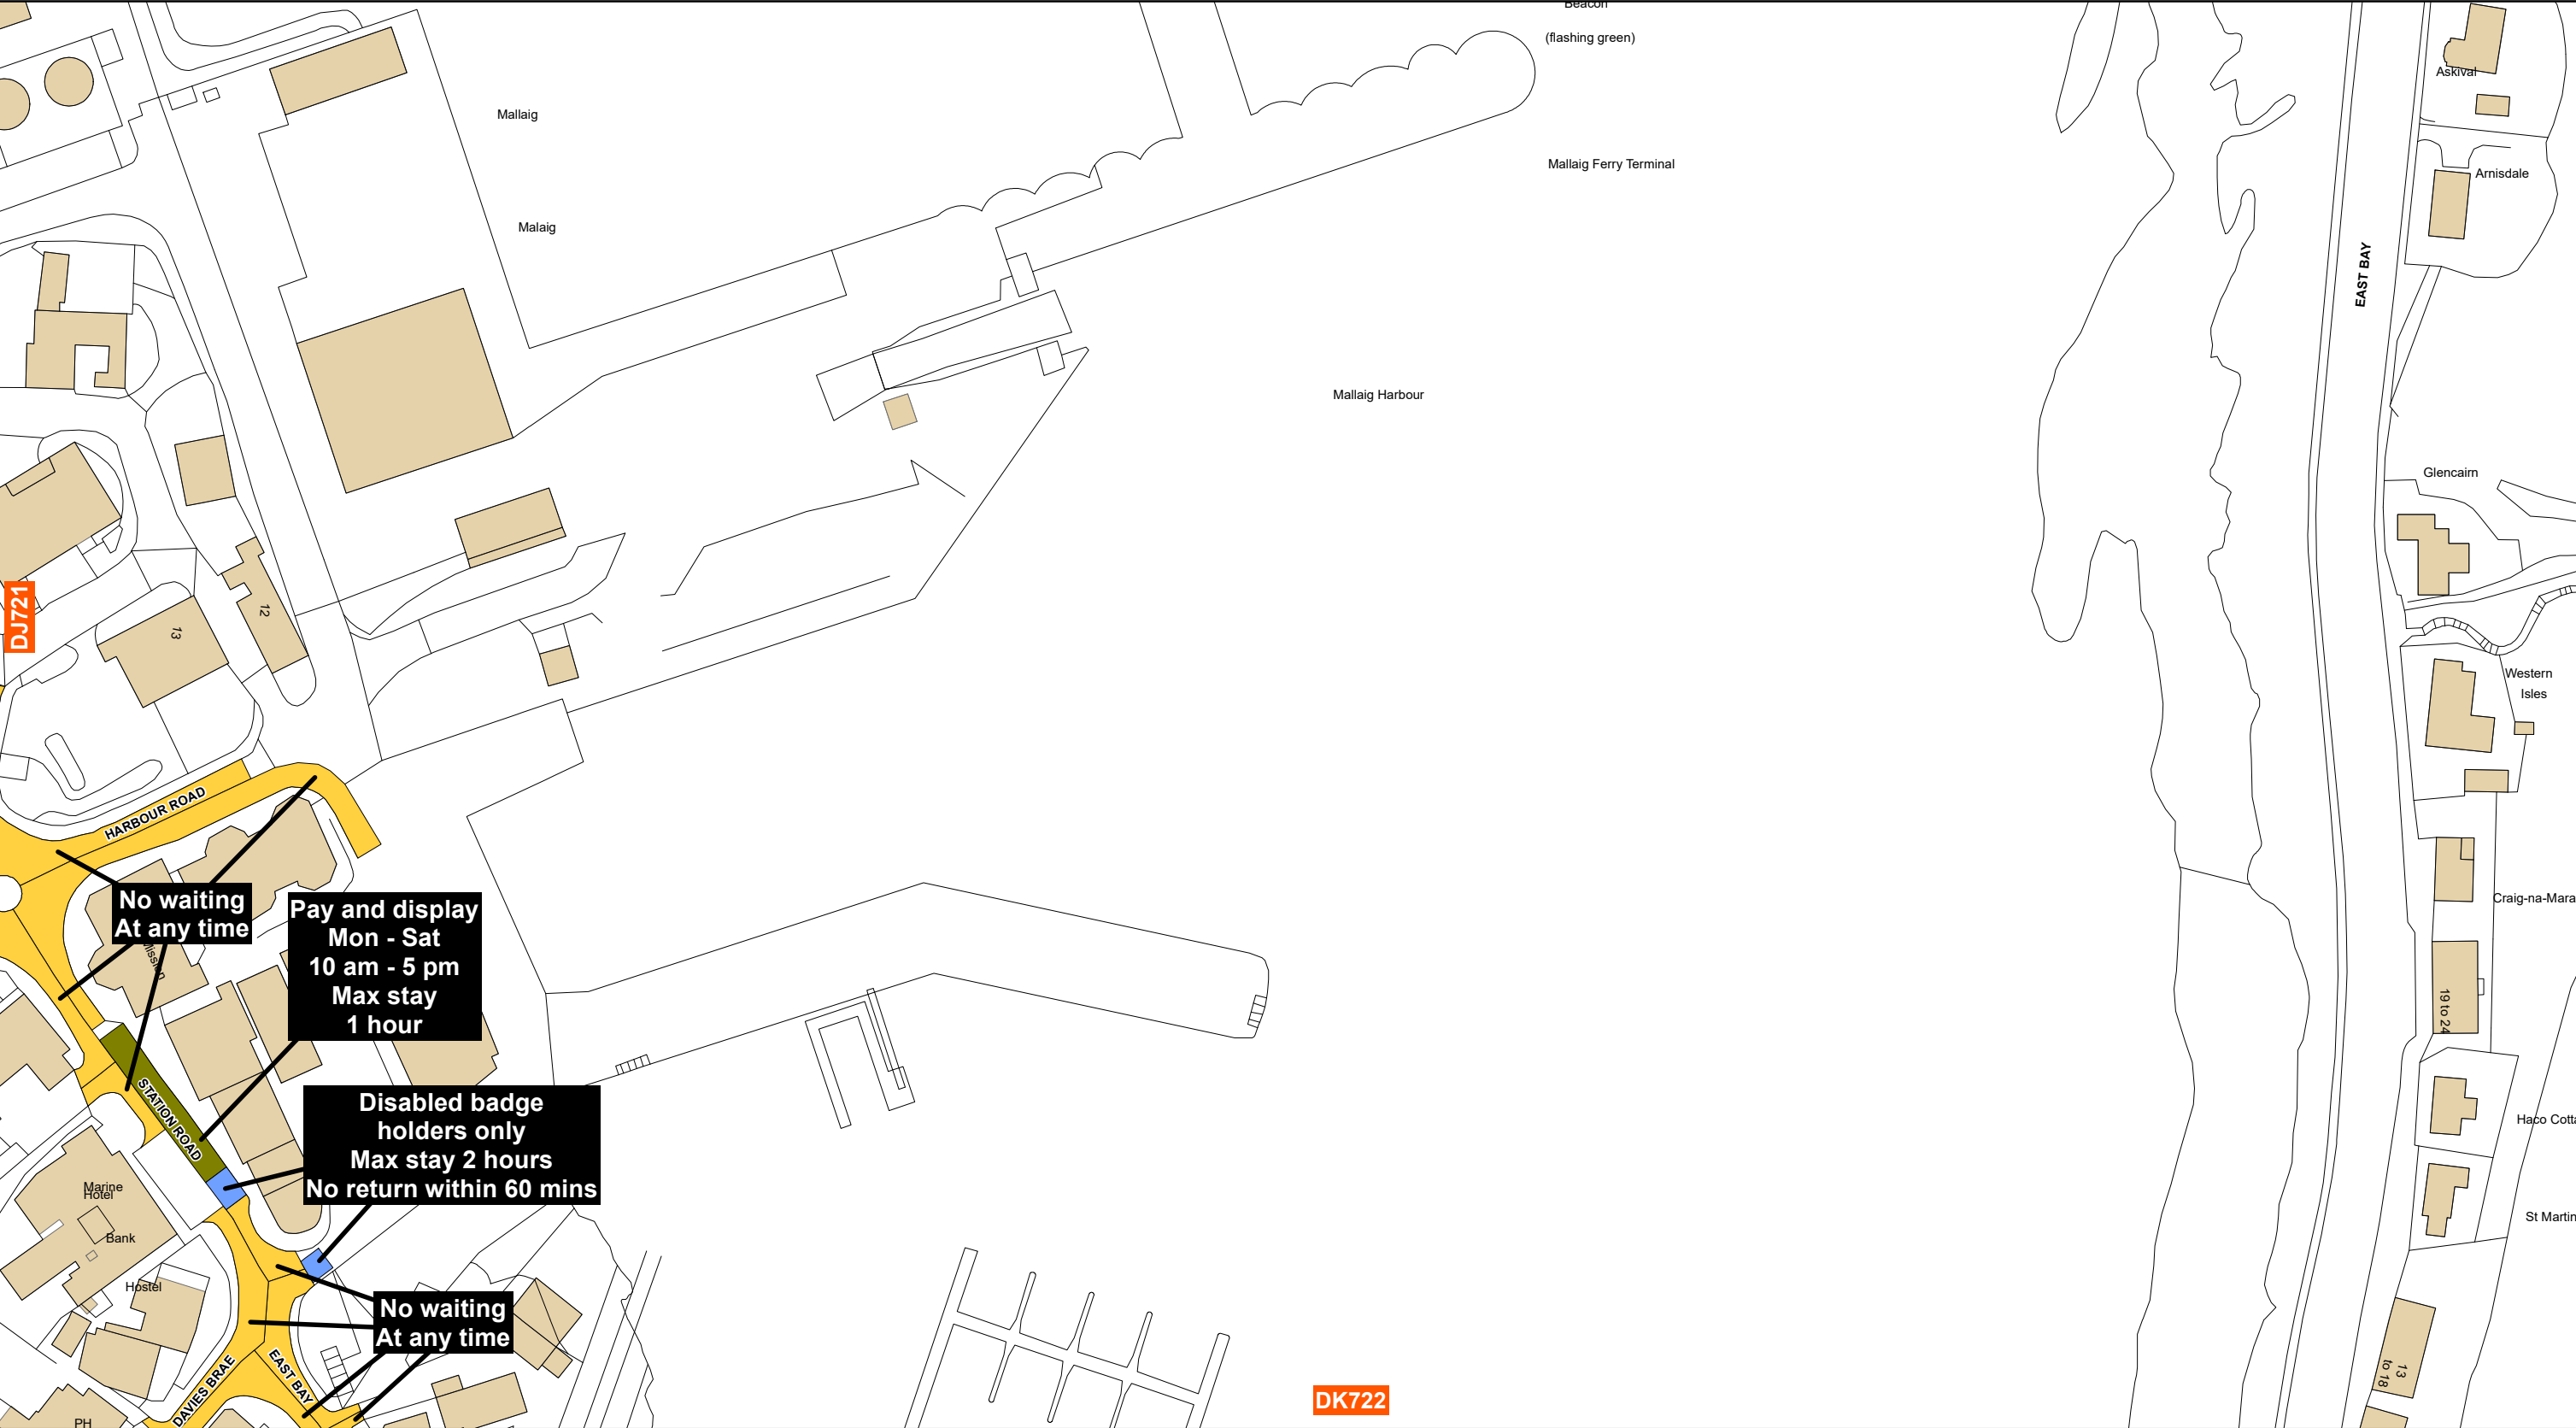 Beacon
(flashing green)
Askival
Mallaig
Mallaig Ferry Terminal
Arnisdale
Malaig
EAST BAY
Mallaig Harbour
Glencairn
DJ721
12
13
Western
Isles
HARBOUR ROAD
No waiting
At any time
Mission
Pay and display
Mon - Sat
10 am - 5 pm
Max stay
1 hour
Craig-na-Mara
19 to 24
STATION ROAD
Disabled badge
holders only
Max stay 2 hours
No return within 60 mins
Haco Cotta
Marine
Hotel
Bank
St Martin
Hostel
No waiting
At any time
DAVIES BRAE
EAST BAY
13
to 18
DK722
PH